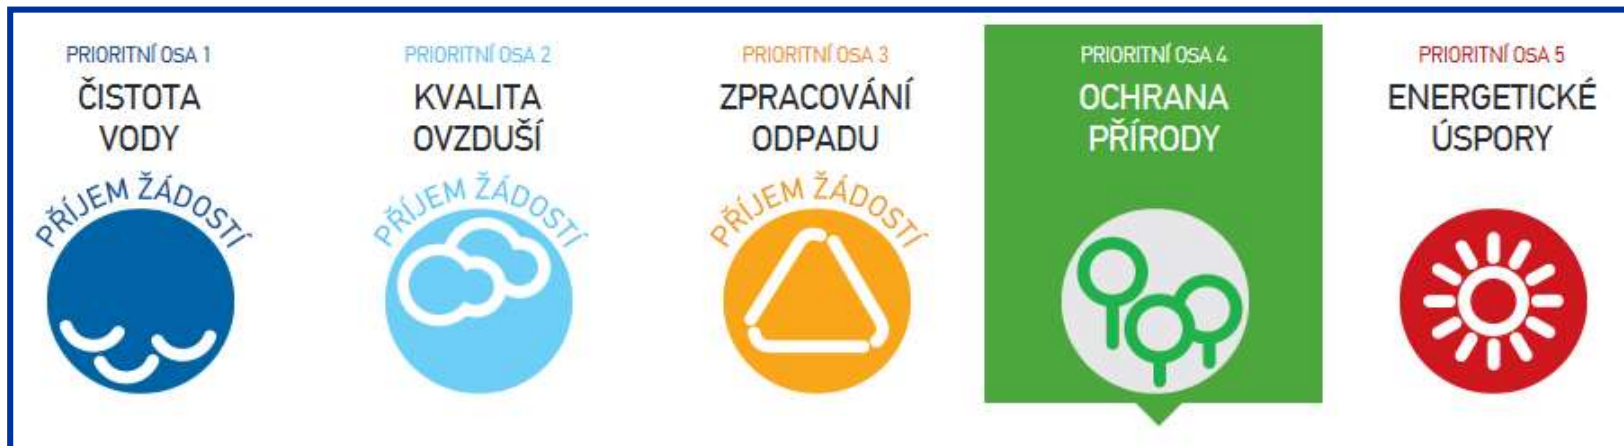 PRIORITNÍ OSA 1
ČISTOTA
VODY
PŘÍJEM ŽÁDOSTÍ
PRIORITNÍ OSA 2
KVALITA
OVZDUŠÍ
PŘÍJEM ŽÁDOSTÍ
PRIORITNÍ OSA 3
ZPRACOVÁNÍ
ODPADU
PŘÍJEM ŽÁDOSTÍ
PRIORITNÍ OSA 4
OCHRANA
PŘÍRODY
PRIORITNÍ OSA 5
ENERGETICKÉ
ÚSPORY